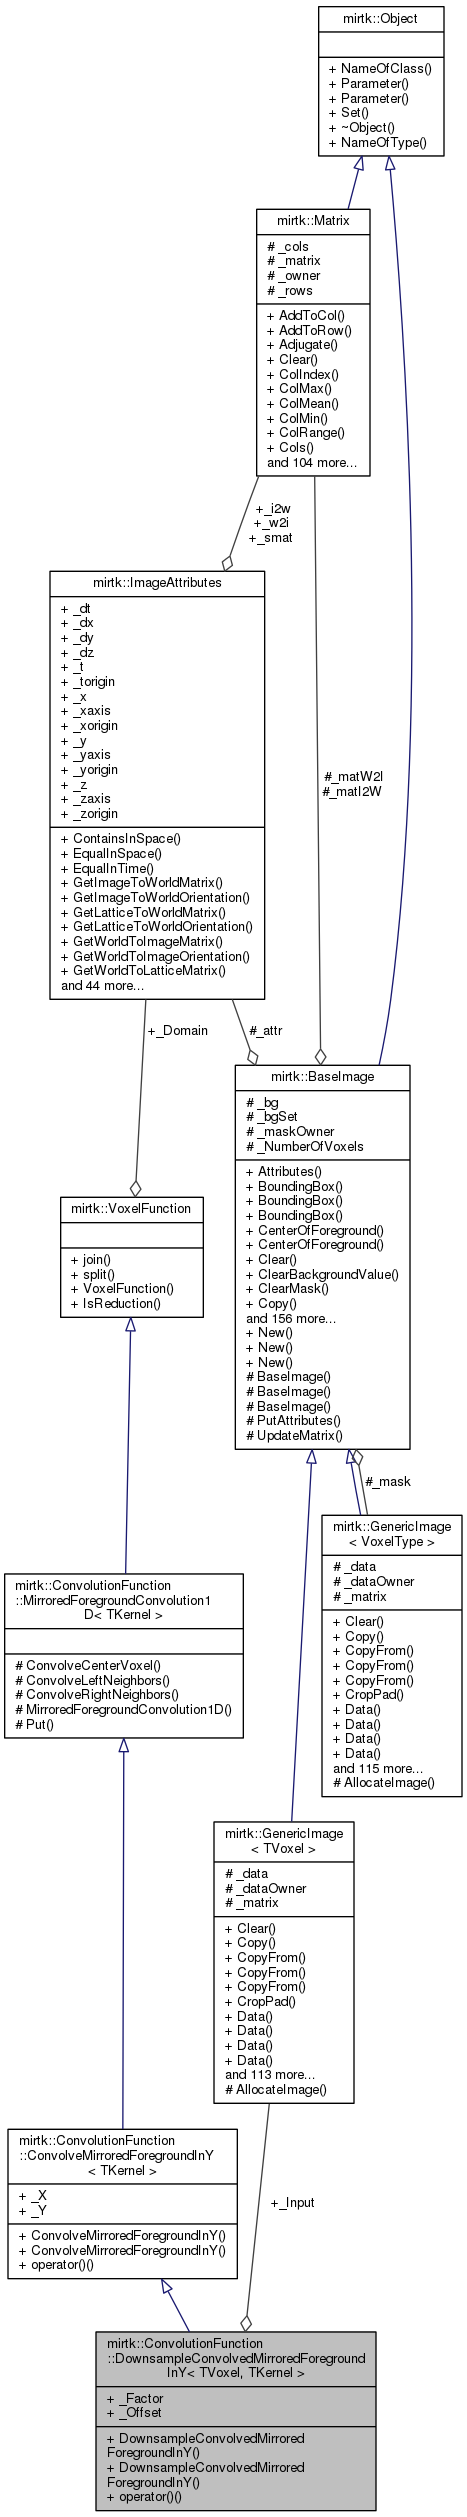 mirtk::Object
+ NameOfClass()
+ Parameter()
+ Parameter()
+ Set()
+ ~Object()
+ NameOfType()
mirtk::Matrix
# _cols
# _matrix
# _owner
# _rows
+ AddToCol()
+ AddToRow()
+ Adjugate()
+ Clear()
+ ColIndex()
+ ColMax()
+ ColMean()
+ ColMin()
+ ColRange()
+ Cols()
and 104 more...
+_i2w
+_w2i
+_smat
mirtk::ImageAttributes
+ _dt
+ _dx
+ _dy
+ _dz
+ _t
+ _torigin
+ _x
+ _xaxis
+ _xorigin
+ _y
+ _yaxis
+ _yorigin
+ _z
+ _zaxis
+ _zorigin
+ ContainsInSpace()
+ EqualInSpace()
+ EqualInTime()
+ GetImageToWorldMatrix()
+ GetImageToWorldOrientation()
+ GetLatticeToWorldMatrix()
+ GetLatticeToWorldOrientation()
+ GetWorldToImageMatrix()
+ GetWorldToImageOrientation()
+ GetWorldToLatticeMatrix()
and 44 more...
#_matW2I
#_matI2W
+_Domain
#_attr
mirtk::BaseImage
# _bg
# _bgSet
# _maskOwner
# _NumberOfVoxels
+ Attributes()
+ BoundingBox()
+ BoundingBox()
+ BoundingBox()
+ CenterOfForeground()
+ CenterOfForeground()
+ Clear()
+ ClearBackgroundValue()
+ ClearMask()
+ Copy()
and 156 more...
+ New()
+ New()
+ New()
# BaseImage()
# BaseImage()
# BaseImage()
# PutAttributes()
# UpdateMatrix()
mirtk::VoxelFunction
+ join()
+ split()
+ VoxelFunction()
+ IsReduction()
#_mask
mirtk::GenericImage
< VoxelType >
# _data
# _dataOwner
# _matrix
+ Clear()
+ Copy()
+ CopyFrom()
+ CopyFrom()
+ CopyFrom()
+ CropPad()
+ Data()
+ Data()
+ Data()
+ Data()
and 115 more...
# AllocateImage()
mirtk::ConvolutionFunction
::MirroredForegroundConvolution1
D< TKernel >
# ConvolveCenterVoxel()
# ConvolveLeftNeighbors()
# ConvolveRightNeighbors()
# MirroredForegroundConvolution1D()
# Put()
mirtk::GenericImage
< TVoxel >
# _data
# _dataOwner
# _matrix
+ Clear()
+ Copy()
+ CopyFrom()
+ CopyFrom()
+ CopyFrom()
+ CropPad()
+ Data()
+ Data()
+ Data()
+ Data()
and 113 more...
# AllocateImage()
mirtk::ConvolutionFunction
::ConvolveMirroredForegroundInY
< TKernel >
+ _X
+ _Y
+ ConvolveMirroredForegroundInY()
+ ConvolveMirroredForegroundInY()
+ operator()()
+_Input
mirtk::ConvolutionFunction
::DownsampleConvolvedMirroredForeground
InY< TVoxel, TKernel >
+ _Factor
+ _Offset
+ DownsampleConvolvedMirrored
ForegroundInY()
+ DownsampleConvolvedMirrored
ForegroundInY()
+ operator()()